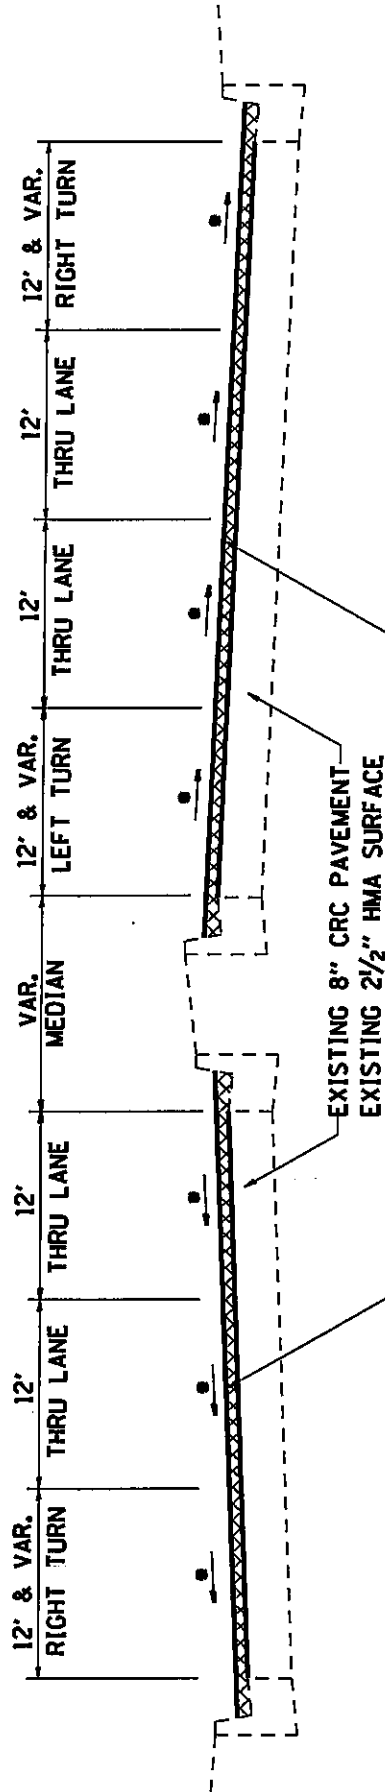 12' & VAR.
RIGHT TURN
12'
THRU LANE
12'
THRU LANE
VAR.
MEDIAN
12' & VAR.
LEFT TURN
12'
THRU LANE
12'
THRU LANE
12' & VAR.
RIGHT TURN
EXISTING 8" CRC PAVEMENT
EXISTING 2½" HMA SURFACE